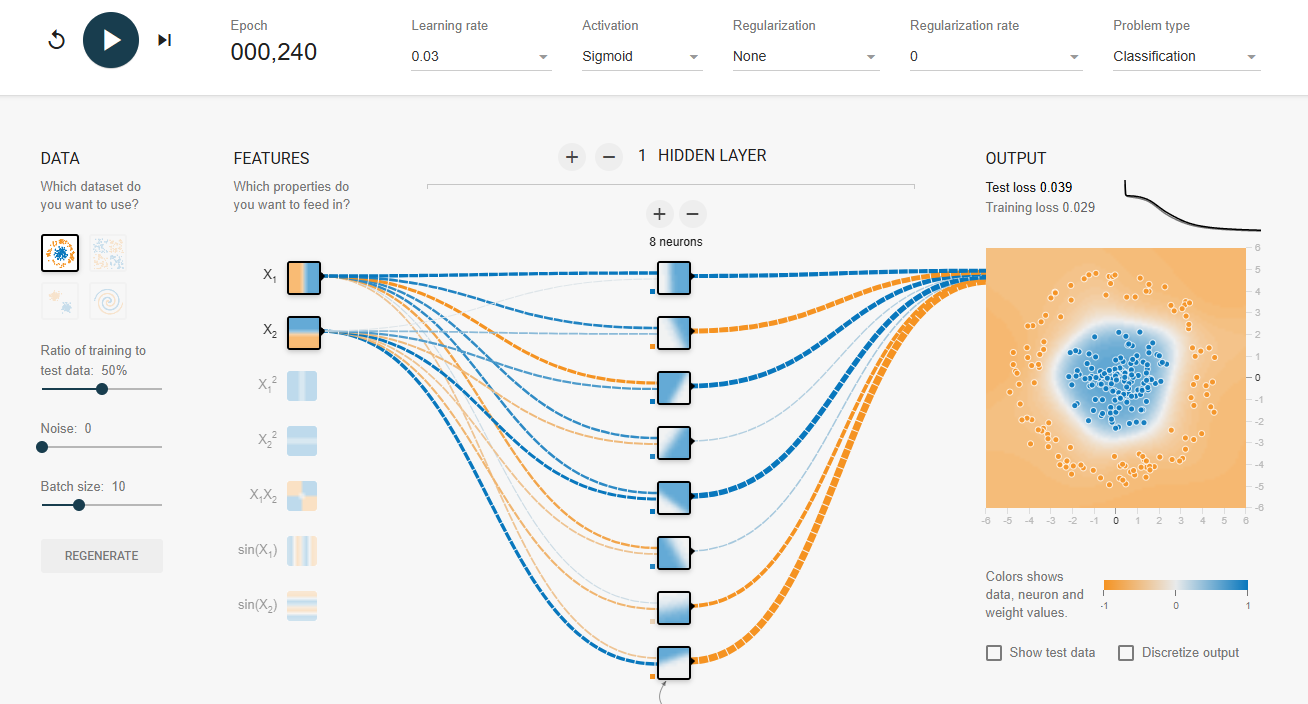 Epoch
000,240
Learning rate
0.03
Activation
Sigmoid
Regularization
None
Regularization rate
0
Problem type
Classification
DATA
Which dataset do
you want to use?
Ratio of training to
test data: 50%
Noise: 0
Batch size: 10
REGENERATE
FEATURES
Which properties do
you want to feed in?
X₁
X₂
X₁²
X₂²
X₁X₂
sin(X₁)
sin(X₂)
+ − 1 HIDDEN LAYER
+ −
8 neurons
OUTPUT
Test loss 0.039
Training loss 0.029
6
5
4
3
2
1
0
-1
-2
-3
-4
-5
-6
-6 -5 -4 -3 -2 -1 0 1 2 3 4 5 6
Colors shows
data, neuron and
weight values.
-1 0 1
Show test data
Discretize output